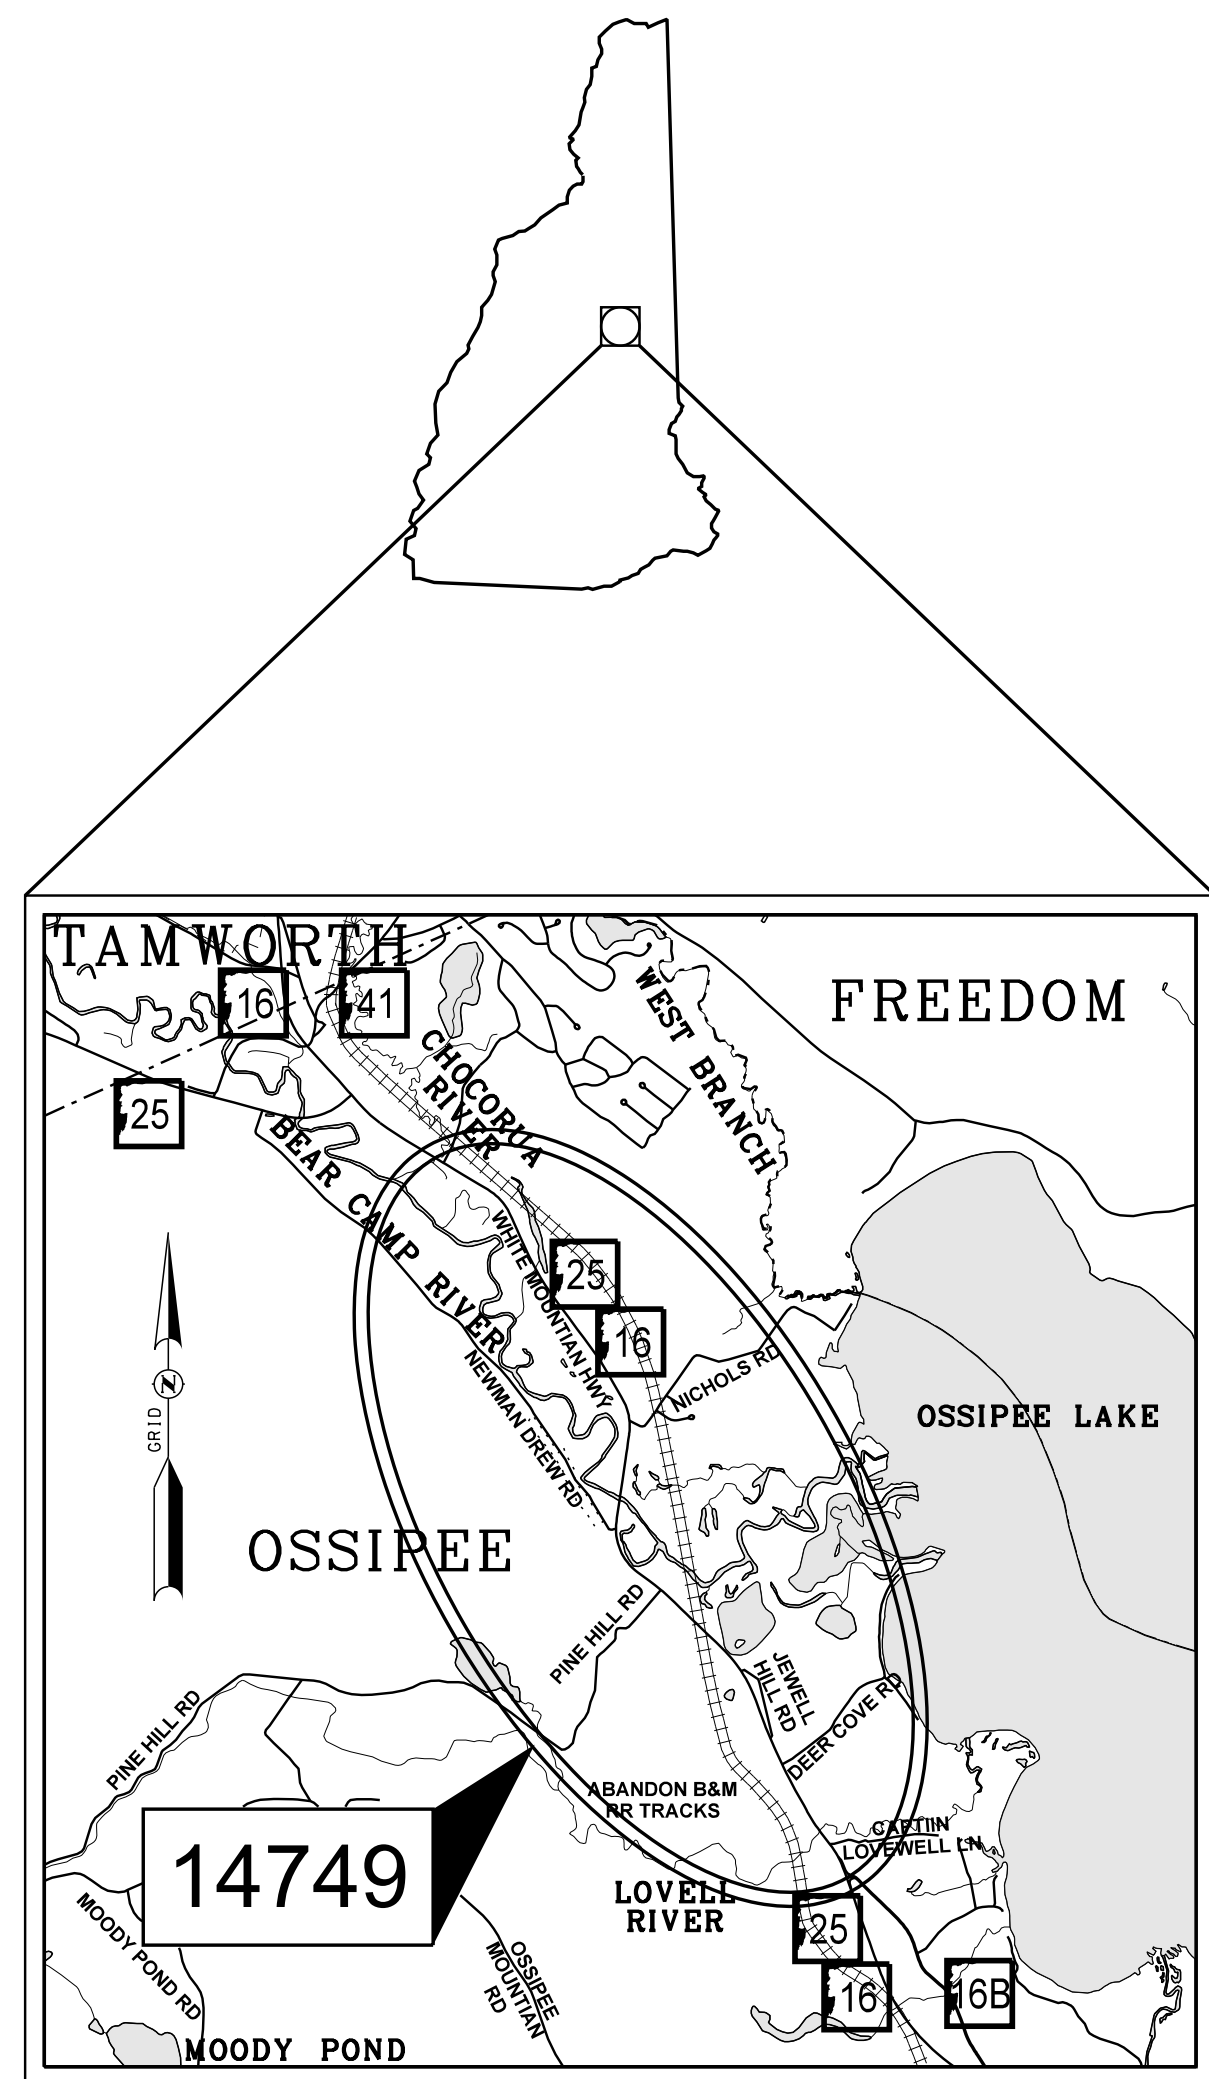 TAMWORTH
FREEDOM
16
41
25
WEST BRANCH
CHOCORUA
RIVER
BEAR CAMP RIVER
WHITE MOUNTIAN HWY
25
16
NICHOLS RD
NEWMAN DREW RD
OSSIPEE LAKE
GRID
N
OSSIPEE
PINE HILL RD
JEWELL
HILL RD
DEER COVE RD
PINE HILL RD
ABANDON B&M
RR TRACKS
CAPTIIN
LOVEWELL LN
14749
LOVELL
RIVER
25
16
16B
MOODY POND RD
OSSIPEE
MOUNTIAN
RD
MOODY POND